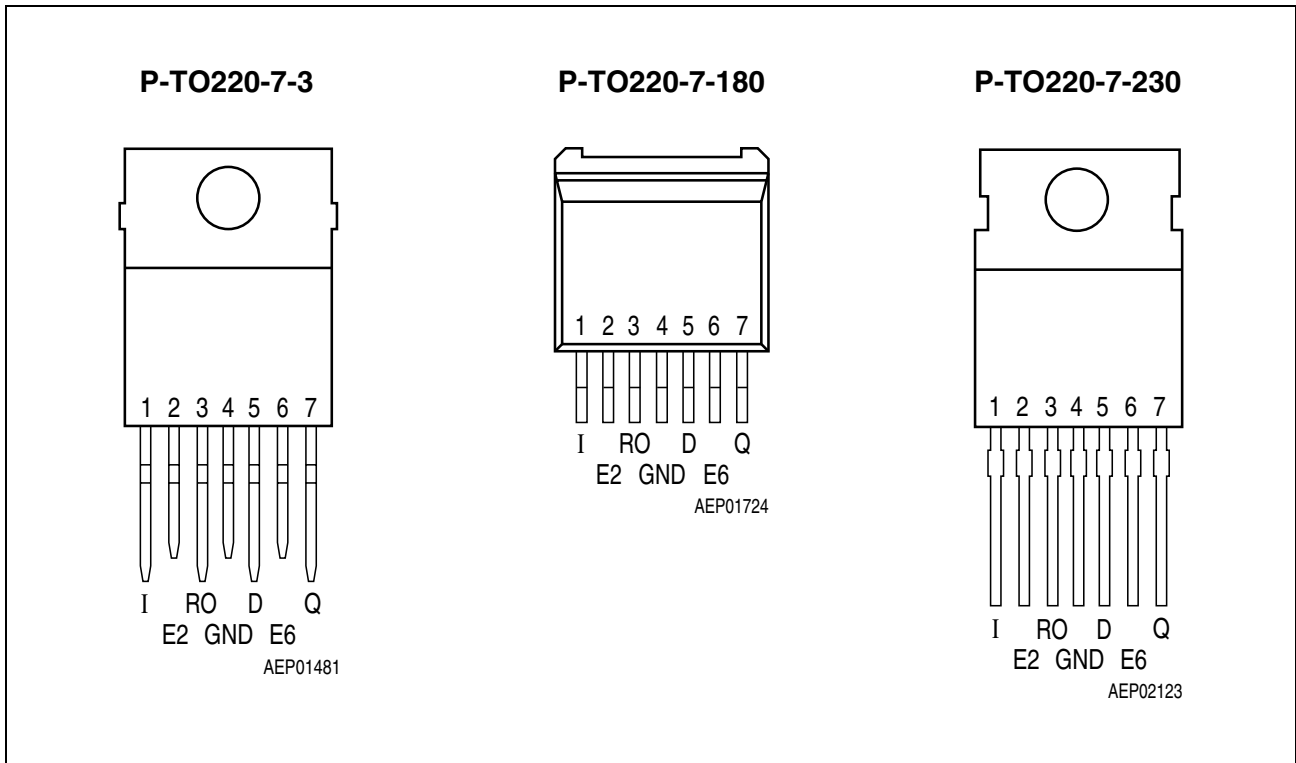 P-TO220-7-3
1 2 3 4 5 6 7
I RO D Q
E2 GND E6
AEP01481
P-TO220-7-180
1 2 3 4 5 6 7
I RO D Q
E2 GND E6
AEP01724
P-TO220-7-230
1 2 3 4 5 6 7
I RO D Q
E2 GND E6
AEP02123